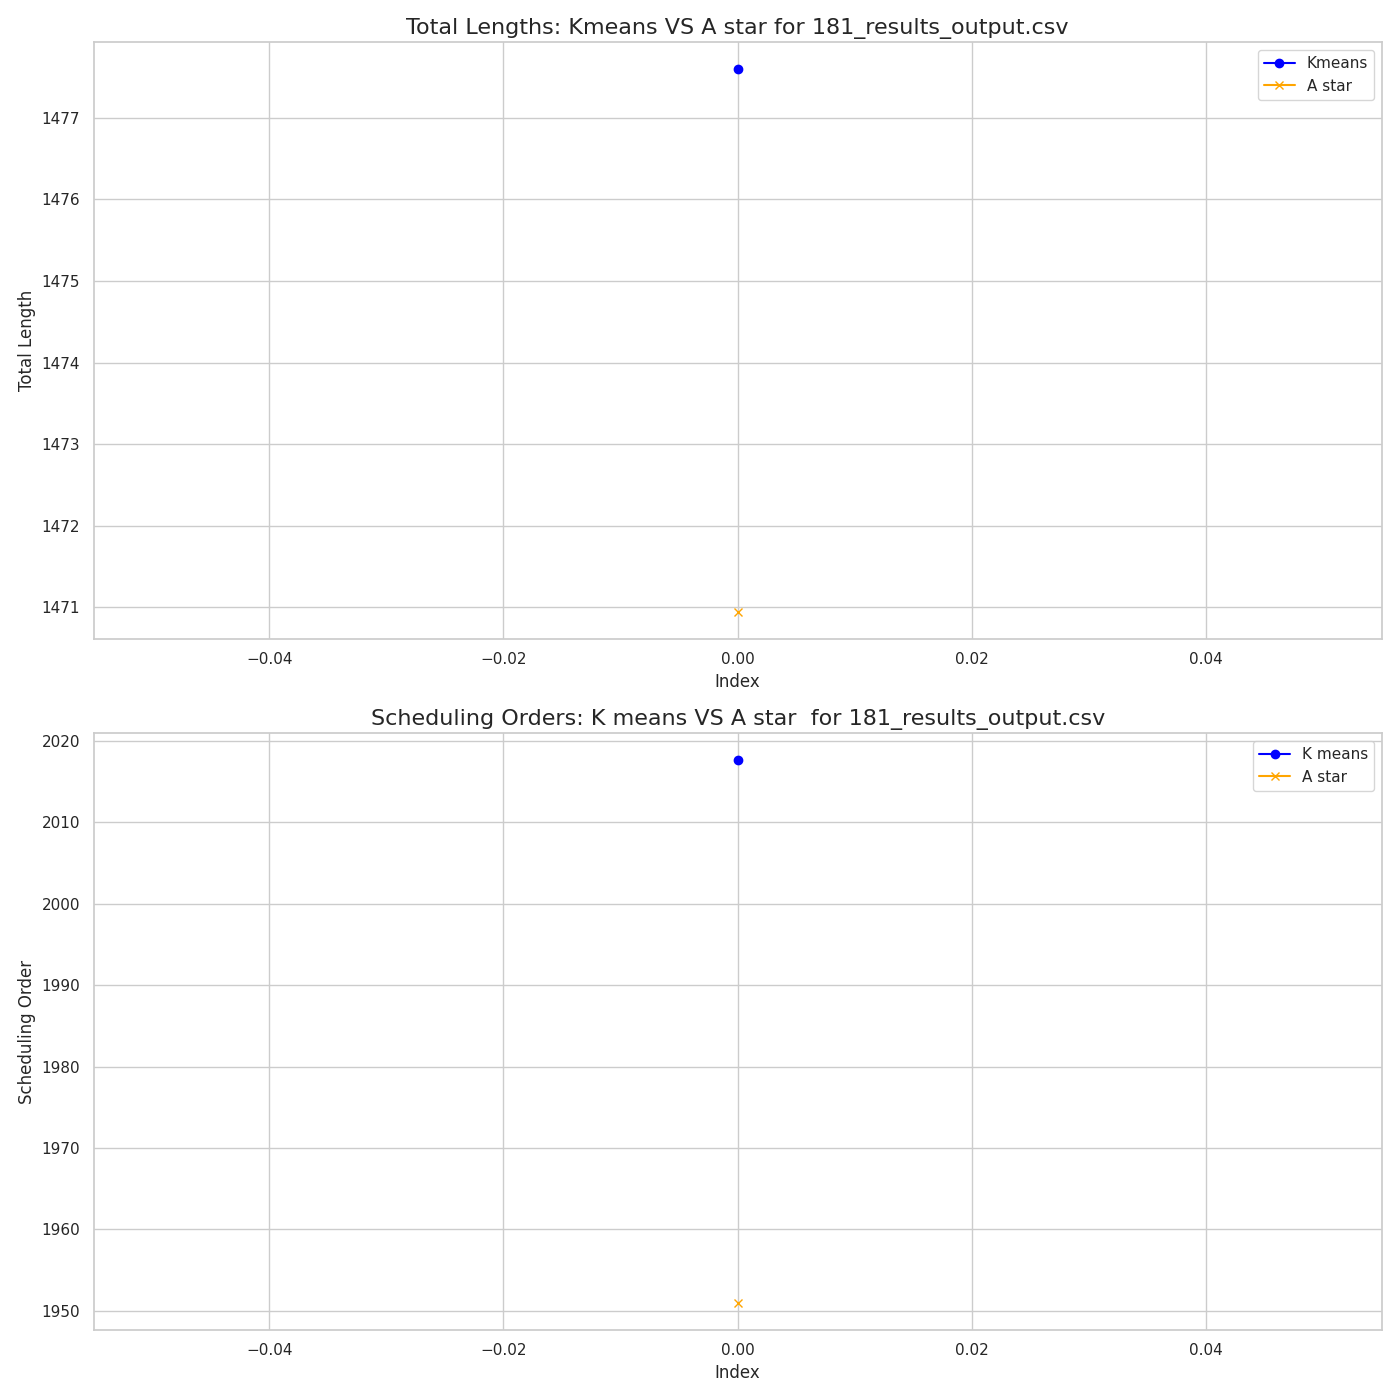 Total Lengths: Kmeans VS A star for 181_results_output.csv
Kmeans
A star
1477
1476
1475
1474
1473
1472
1471
Total Length
−0.04 −0.02 0.00 0.02 0.04
Index
Scheduling Orders: K means VS A star  for 181_results_output.csv
K means
A star
2020
2010
2000
1990
1980
1970
1960
1950
Scheduling Order
−0.04 −0.02 0.00 0.02 0.04
Index